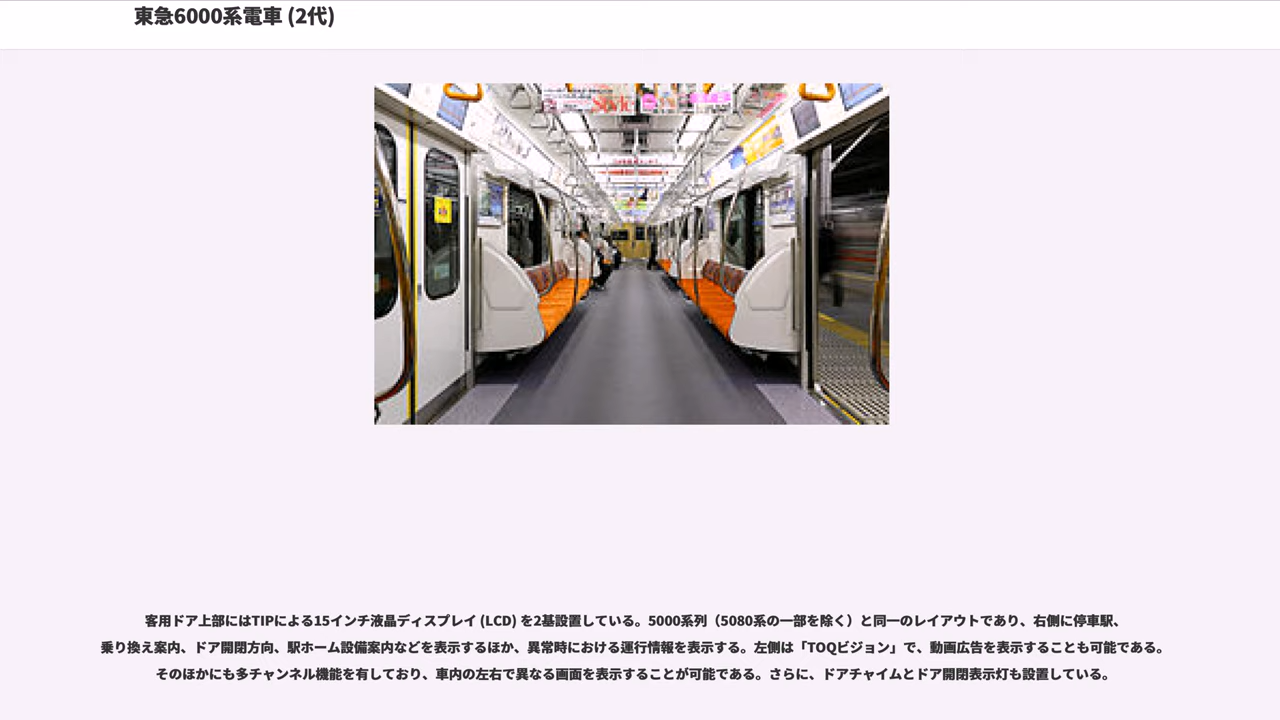 東急6000系電車 (2代)
Style
客用ドア上部にはTIPによる15インチ液晶ディスプレイ (LCD) を2基設置している。5000系列（5080系の一部を除く）と同一のレイアウトであり、右側に停車駅、
乗り換え案内、ドア開閉方向、駅ホーム設備案内などを表示するほか、異常時における運行情報を表示する。左側は「TOQビジョン」で、動画広告を表示することも可能である。
そのほかにも多チャンネル機能を有しており、車内の左右で異なる画面を表示することが可能である。さらに、ドアチャイムとドア開閉表示灯も設置している。